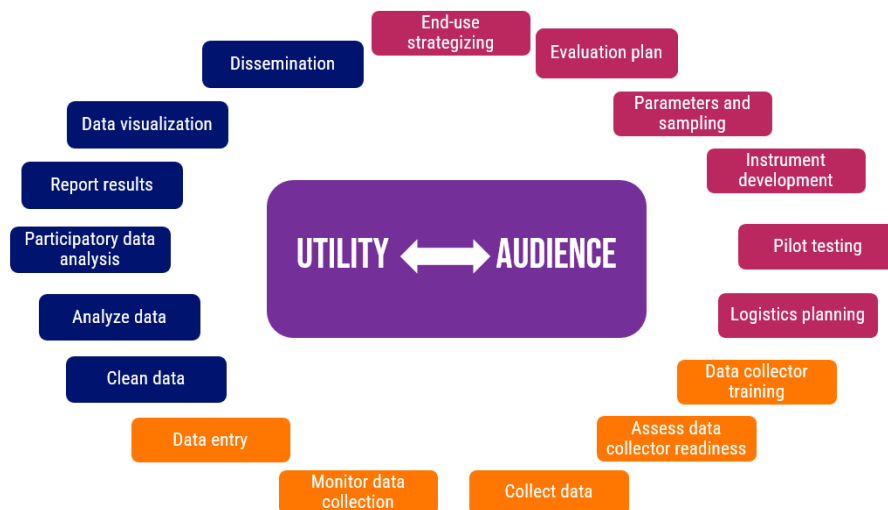 End-use
strategizing
Evaluation plan
Parameters and
sampling
Instrument
development
Pilot testing
Logistics planning
Data collector
training
Assess data
collector readiness
Collect data
Monitor data
collection
Data entry
Clean data
Analyze data
Participatory data
analysis
Report results
Data visualization
Dissemination
UTILITY AUDIENCE